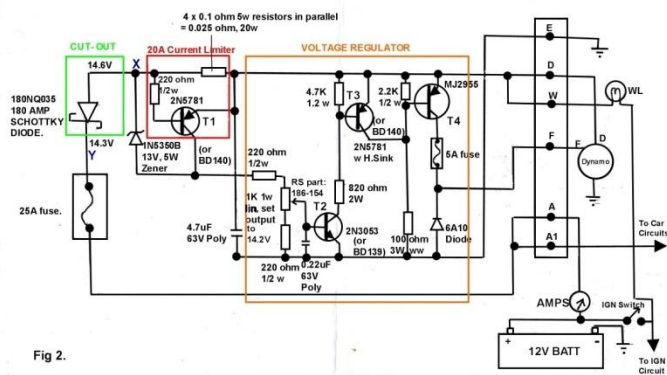 4 x 0.1 ohm 5w resistors in parallel
= 0.025 ohm, 20w
CUT-OUT
20A Current Limiter
VOLTAGE REGULATOR
14.6V
X
180NQ035
180 AMP
SCHOTTKY
DIODE.
14.3V
Y
25A fuse.
220 ohm
1/2w
2N5781
T1
(or
BD140)
1N5350B
13V, 5W
Zener
220 ohm
1/2w
RS part:
186-154
1K 1w
lin, set
output
to
14.2V
4.7uF
63V Poly
220 ohm
1/2 w
0.22uF
63V
Poly
T2
2N3053
(or
BD139)
4.7K
1.2 w
T3
(or
BD140)
2N5781
w H.Sink
820 ohm
2W
2.2K
1/2 w
100 ohm
3W ww
MJ2955
T4
5A fuse
6A10
Diode
E
D
W
F
A
A1
WL
F
D
Dynamo
To Car
Circuits
AMPS
IGN Switch
+
-
12V BATT
To IGN
Circuit
Fig 2.